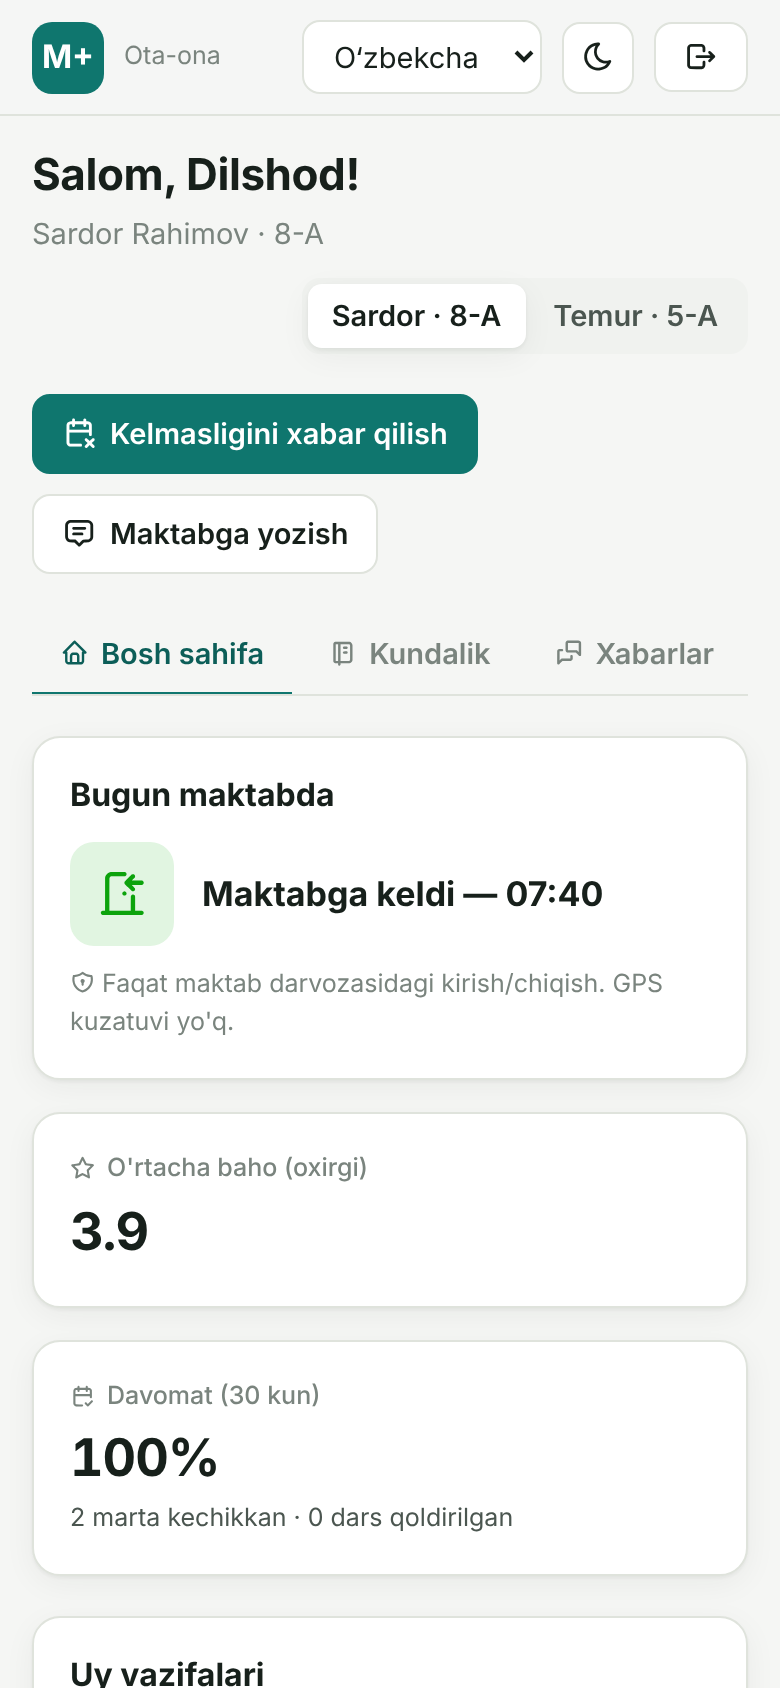 M+ Ota-ona Oʻzbekcha
Salom, Dilshod!
Sardor Rahimov · 8-A
Sardor · 8-A Temur · 5-A
Kelmasligini xabar qilish
Maktabga yozish
Bosh sahifa Kundalik Xabarlar
Bugun maktabda
Maktabga keldi — 07:40
Faqat maktab darvozasidagi kirish/chiqish. GPS
kuzatuvi yo'q.
O'rtacha baho (oxirgi)
3.9
Davomat (30 kun)
100%
2 marta kechikkan · 0 dars qoldirilgan
Uy vazifalari